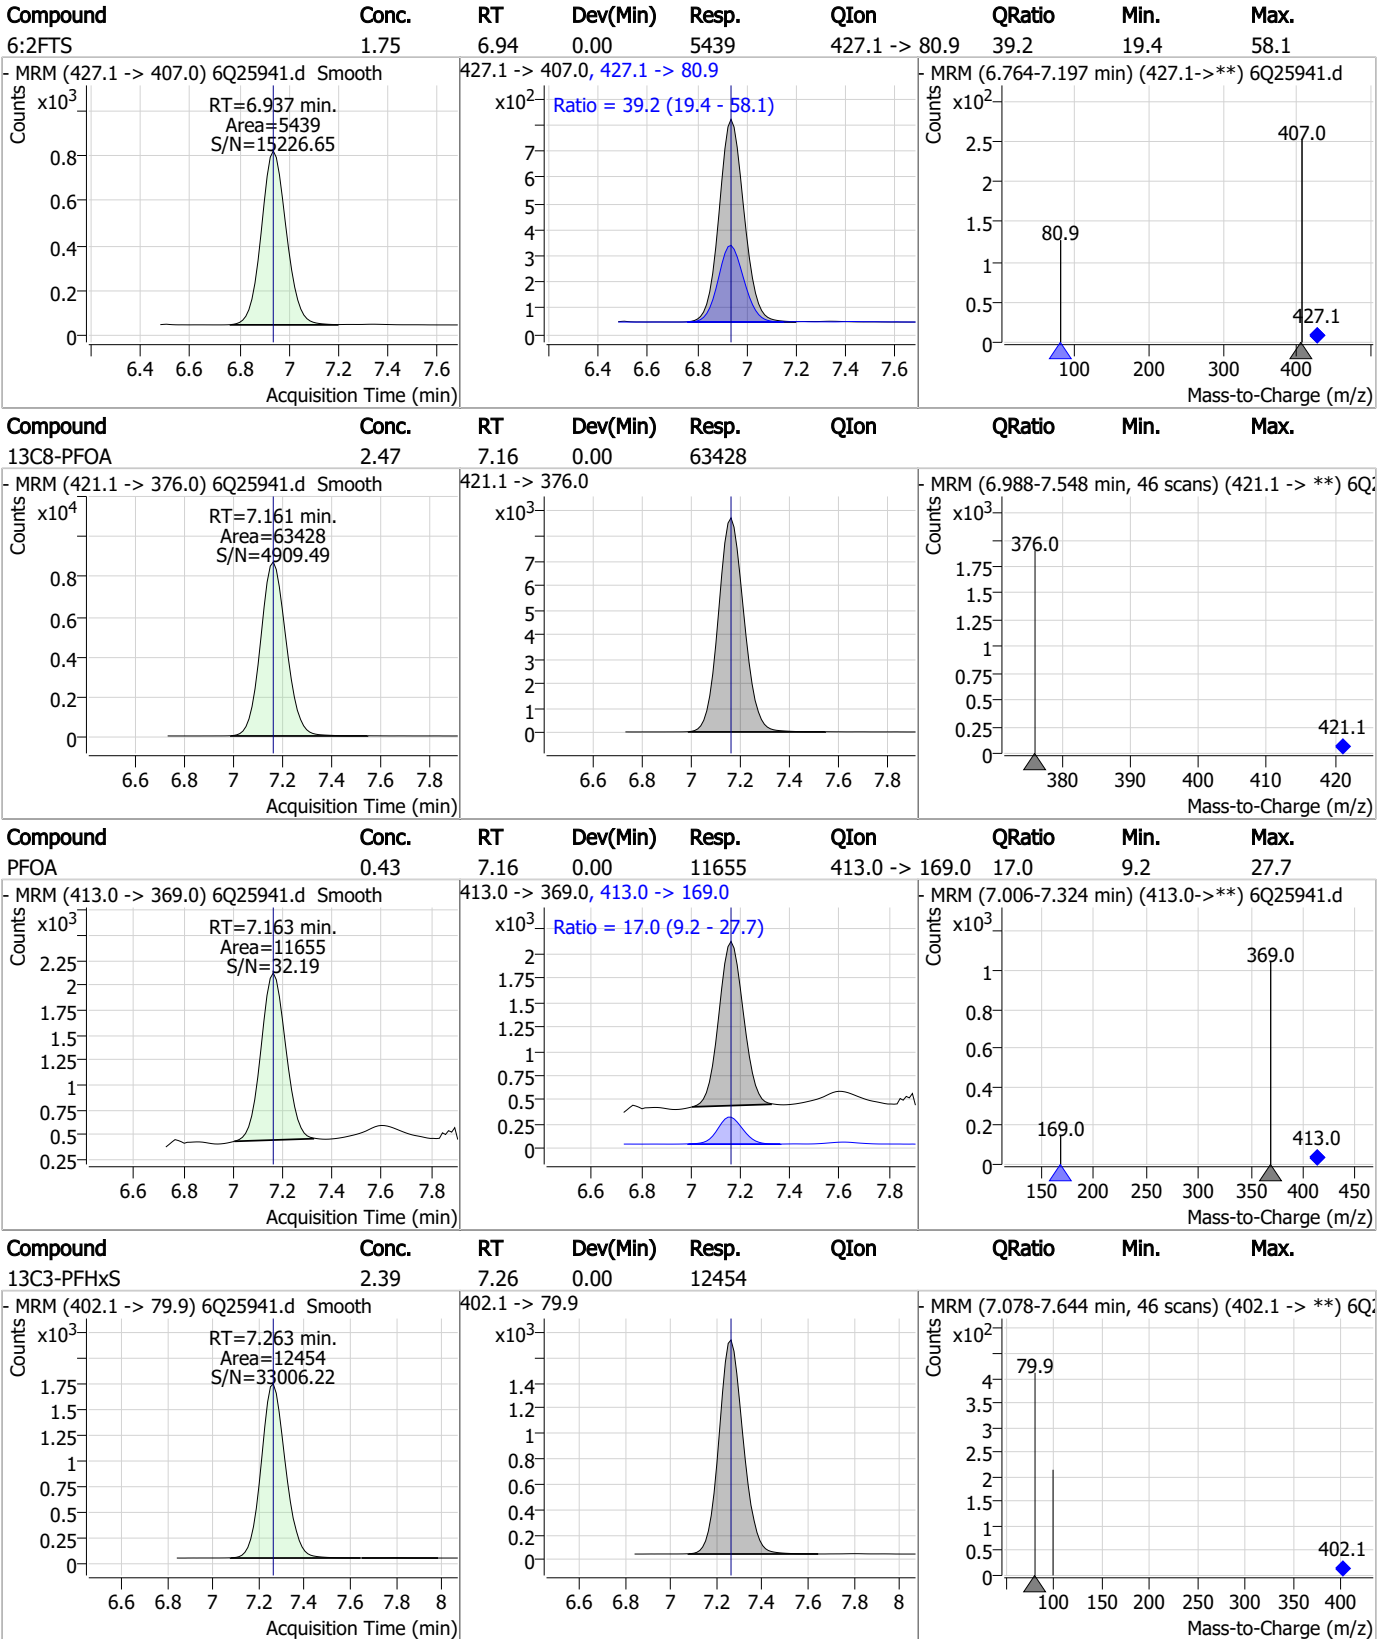 Compound Conc. RT Dev(Min) Resp. QIon QRatio Min. Max.
6:2FTS 1.75 6.94 0.00 5439 427.1 -> 80.9 39.2 19.4 58.1
- MRM (427.1 -> 407.0) 6Q25941.d Smooth
Counts
x10³
RT=6.937 min.
Area=5439
S/N=15226.65
0.8
0.6
0.4
0.2
0
6.4 6.6 6.8 7 7.2 7.4 7.6
Acquisition Time (min)
427.1 -> 407.0, 427.1 -> 80.9
x10²
Ratio = 39.2 (19.4 - 58.1)
7
6
5
4
3
2
1
0
6.4 6.6 6.8 7 7.2 7.4 7.6
- MRM (6.764-7.197 min) (427.1->**) 6Q25941.d
Counts
x10²
2.5
2
1.5
1
0.5
0
407.0
80.9
427.1
100 200 300 400
Mass-to-Charge (m/z)
Compound Conc. RT Dev(Min) Resp. QIon QRatio Min. Max.
13C8-PFOA 2.47 7.16 0.00 63428
- MRM (421.1 -> 376.0) 6Q25941.d Smooth
Counts
x10⁴
RT=7.161 min.
Area=63428
S/N=4909.49
0.8
0.6
0.4
0.2
0
6.6 6.8 7 7.2 7.4 7.6 7.8
Acquisition Time (min)
421.1 -> 376.0
x10³
7
6
5
4
3
2
1
0
6.6 6.8 7 7.2 7.4 7.6 7.8
- MRM (6.988-7.548 min, 46 scans) (421.1 -> **) 6Q2
Counts
x10³
376.0
1.75
1.5
1.25
1
0.75
0.5
0.25
0
421.1
380 390 400 410 420
Mass-to-Charge (m/z)
Compound Conc. RT Dev(Min) Resp. QIon QRatio Min. Max.
PFOA 0.43 7.16 0.00 11655 413.0 -> 169.0 17.0 9.2 27.7
- MRM (413.0 -> 369.0) 6Q25941.d Smooth
Counts
x10³
RT=7.163 min.
Area=11655
S/N=32.19
2.25
2
1.75
1.5
1.25
1
0.75
0.5
0.25
6.6 6.8 7 7.2 7.4 7.6 7.8
Acquisition Time (min)
413.0 -> 369.0, 413.0 -> 169.0
x10³
Ratio = 17.0 (9.2 - 27.7)
2
1.75
1.5
1.25
1
0.75
0.5
0.25
0
6.6 6.8 7 7.2 7.4 7.6 7.8
- MRM (7.006-7.324 min) (413.0->**) 6Q25941.d
Counts
x10³
369.0
1
0.8
0.6
0.4
0.2
0
169.0
413.0
150 200 250 300 350 400 450
Mass-to-Charge (m/z)
Compound Conc. RT Dev(Min) Resp. QIon QRatio Min. Max.
13C3-PFHxS 2.39 7.26 0.00 12454
- MRM (402.1 -> 79.9) 6Q25941.d Smooth
Counts
x10³
RT=7.263 min.
Area=12454
S/N=33006.22
1.75
1.5
1.25
1
0.75
0.5
0.25
0
6.6 6.8 7 7.2 7.4 7.6 7.8 8
Acquisition Time (min)
402.1 -> 79.9
x10³
1.4
1.2
1
0.8
0.6
0.4
0.2
0
6.6 6.8 7 7.2 7.4 7.6 7.8 8
- MRM (7.078-7.644 min, 46 scans) (402.1 -> **) 6Q2
Counts
x10²
79.9
4
3.5
3
2.5
2
1.5
1
0.5
0
402.1
100 150 200 250 300 350 400
Mass-to-Charge (m/z)